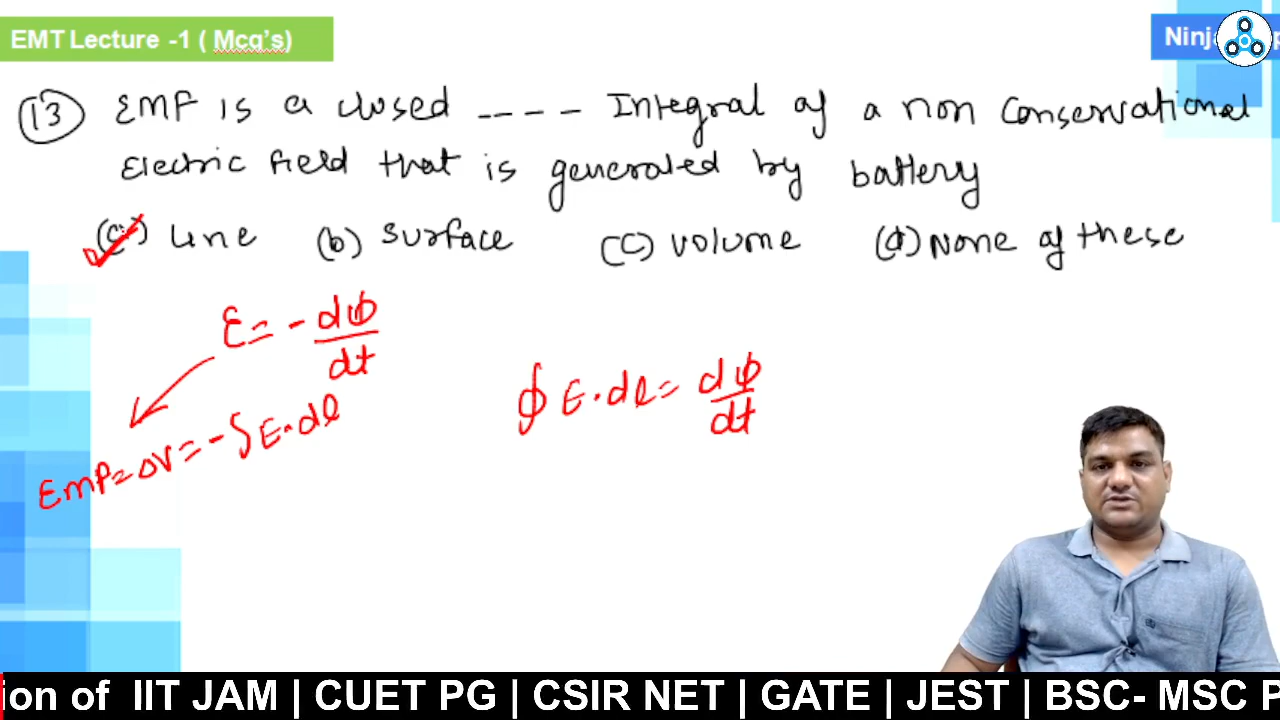 EMT Lecture -1 ( Mcq's)
Ninj
(13) EMF is a closed ---- Integral of a non conservational
Electric field that is generated by battery
(a) Line (b) Surface (c) Volume (d) None of these
ε = - dψ/dt
∮ E.dl = dψ/dt
EMF = ΔV = - ∫ E.dl
ion of IIT JAM | CUET PG | CSIR NET | GATE | JEST | BSC- MSC P